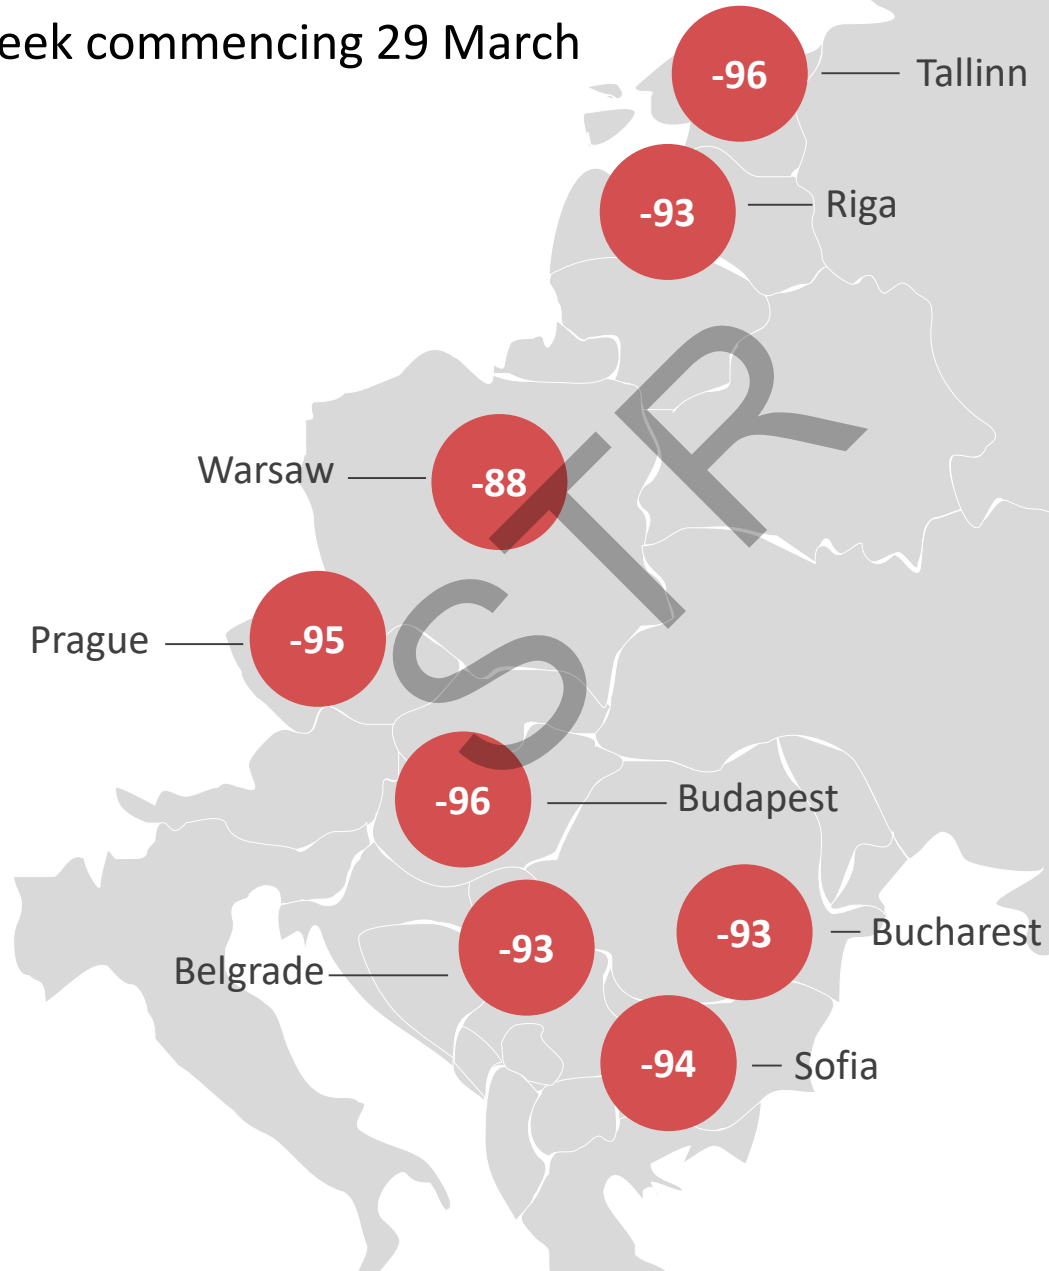 eek commencing 29 March
-96 Tallinn
-93 Riga
Warsaw -88
Prague -95
-96 Budapest
-93 Belgrade
-93 Bucharest
-94 Sofia
STR